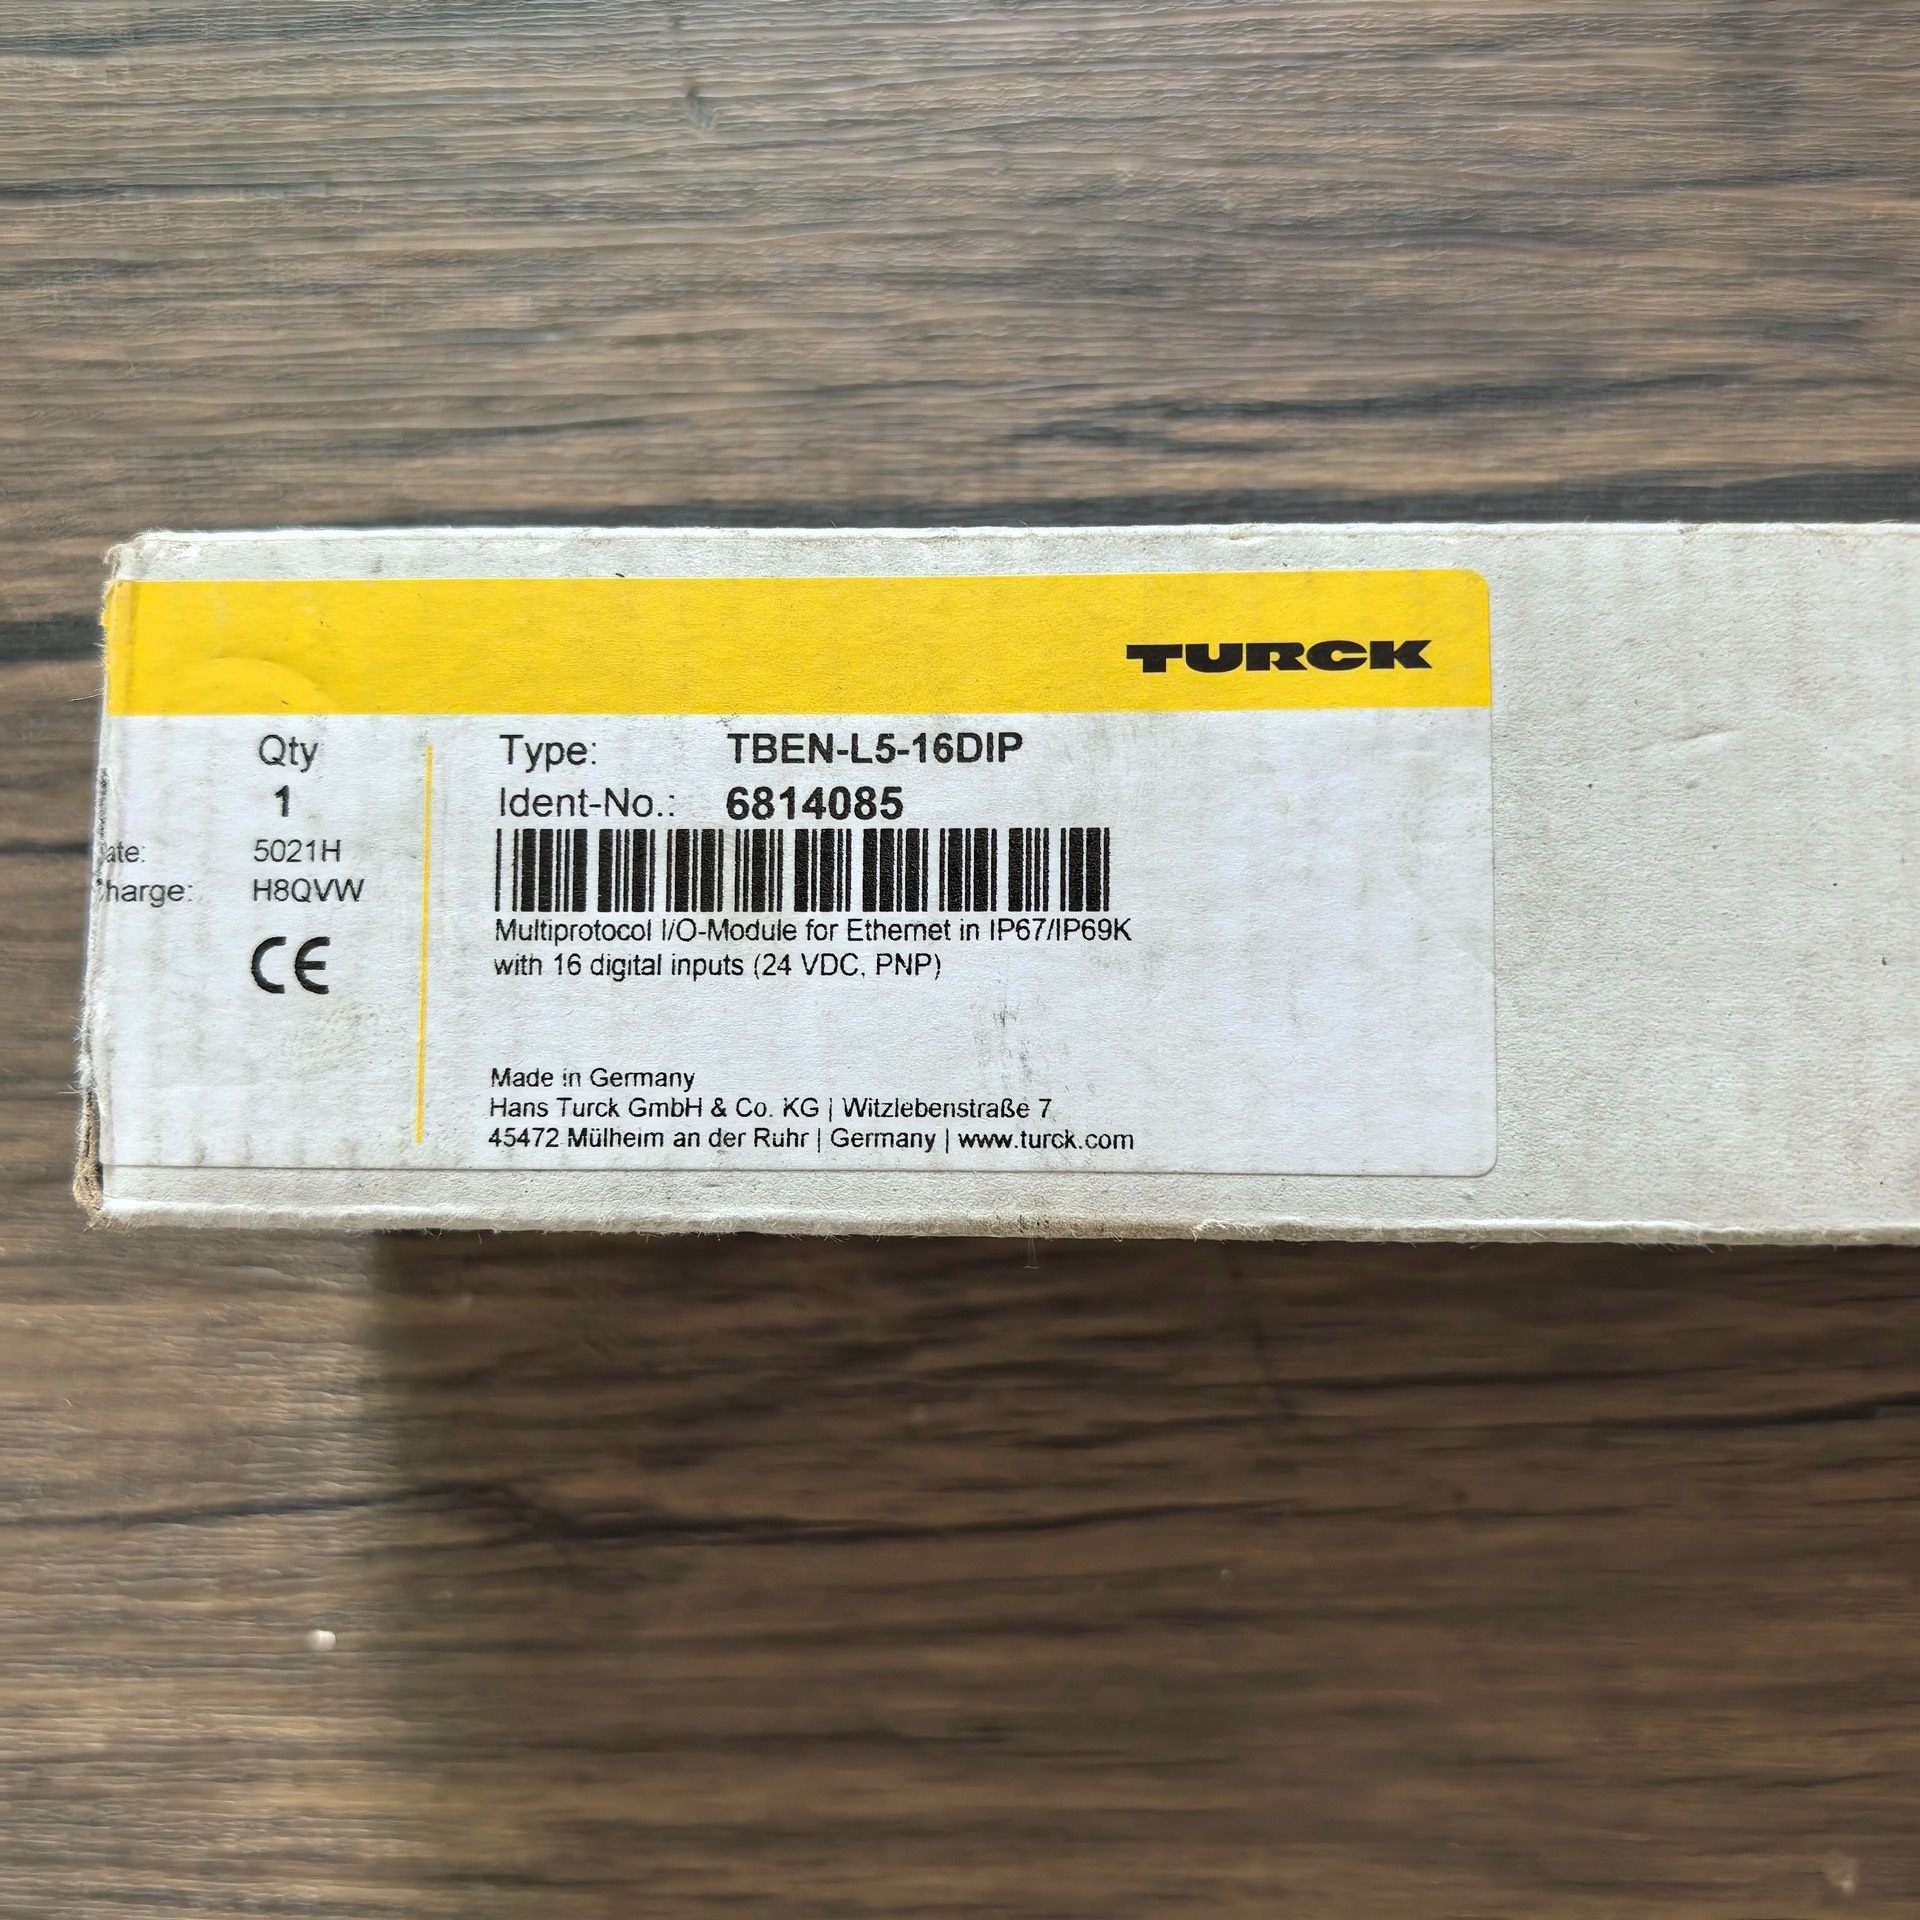 TURCK
Qty
1
ate: 5021H
harge: H8QVW
CE
Type: TBEN-L5-16DIP
Ident-No.: 6814085
Multiprotocol I/O-Module for Ethernet in IP67/IP69K
with 16 digital inputs (24 VDC, PNP)
Made in Germany
Hans Turck GmbH & Co. KG | Witzlebenstraße 7
45472 Mülheim an der Ruhr | Germany | www.turck.com